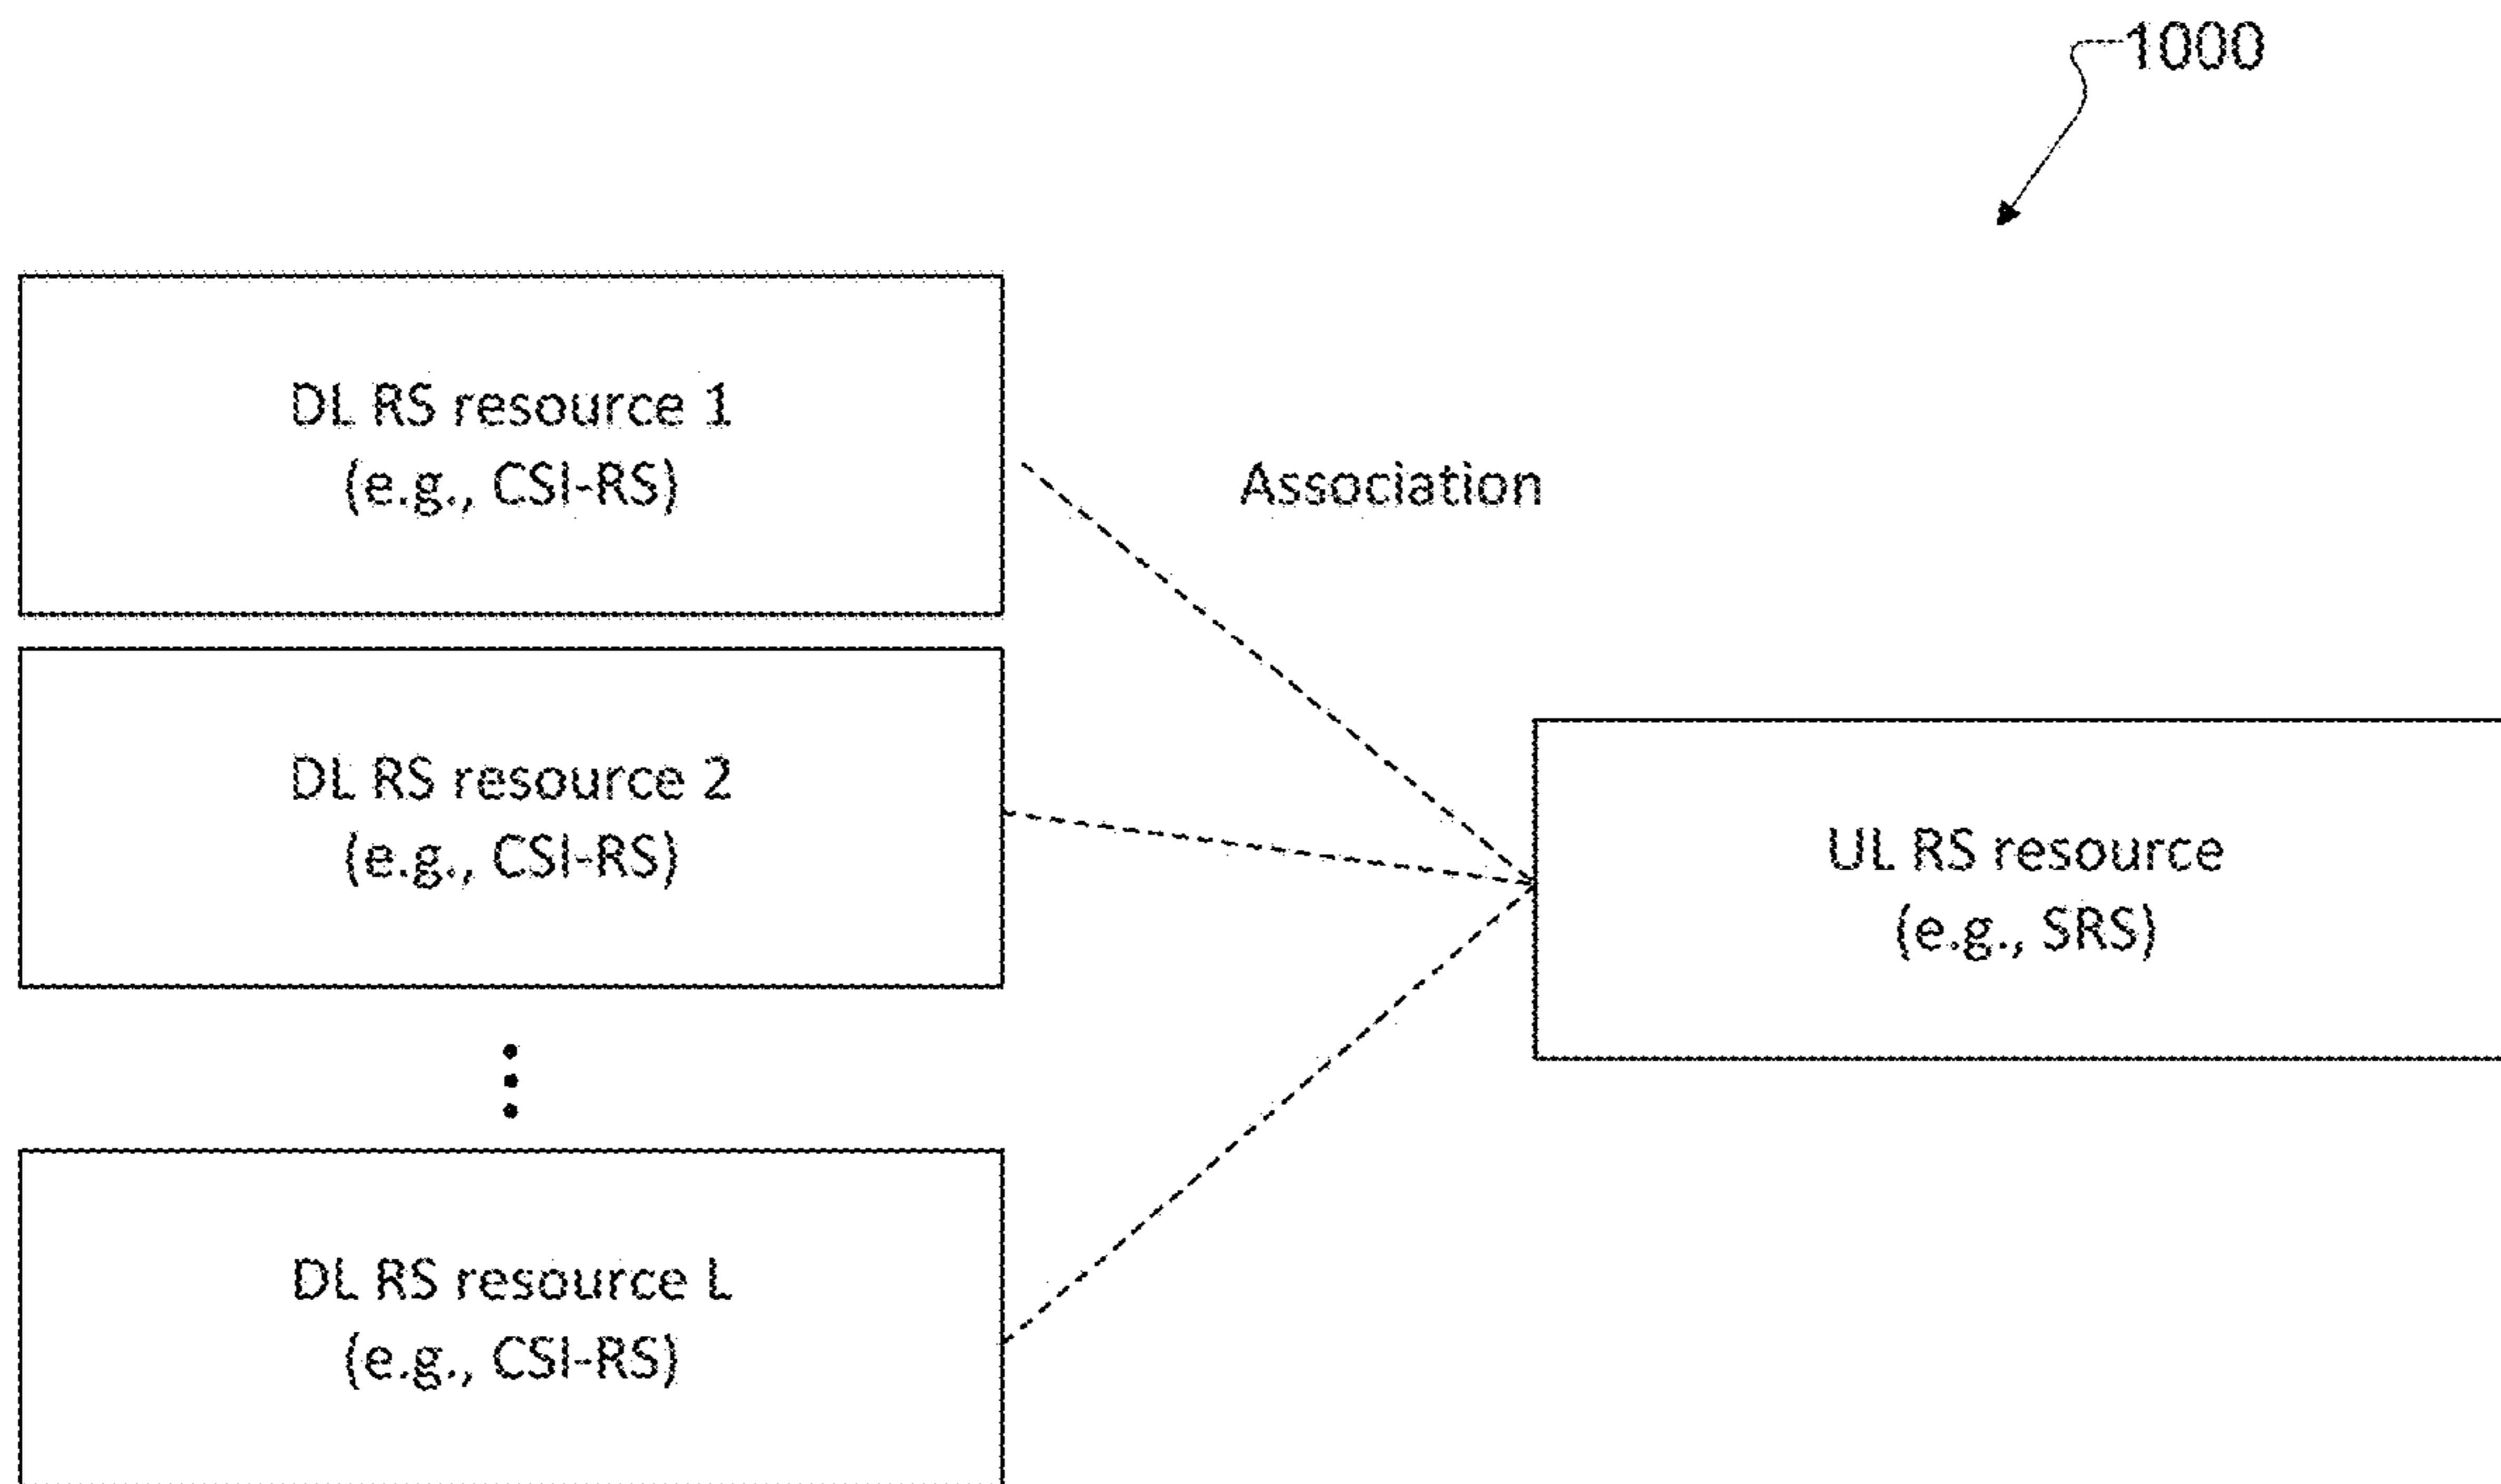 1000
DL RS resource 1
(e.g., CSI-RS)
Association
DL RS resource 2
(e.g., CSI-RS)
UL RS resource
(e.g., SRS)
DL RS resource L
(e.g., CSI-RS)